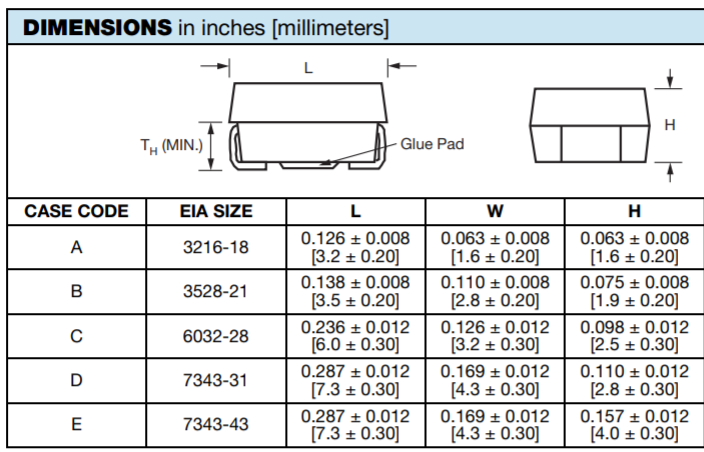 DIMENSIONS in inches [millimeters]
L
TH (MIN.)
Glue Pad
H
CASE CODE EIA SIZE L W H
A 3216-18 0.126 ± 0.008 0.063 ± 0.008 0.063 ± 0.008
[3.2 ± 0.20] [1.6 ± 0.20] [1.6 ± 0.20]
B 3528-21 0.138 ± 0.008 0.110 ± 0.008 0.075 ± 0.008
[3.5 ± 0.20] [2.8 ± 0.20] [1.9 ± 0.20]
C 6032-28 0.236 ± 0.012 0.126 ± 0.012 0.098 ± 0.012
[6.0 ± 0.30] [3.2 ± 0.30] [2.5 ± 0.30]
D 7343-31 0.287 ± 0.012 0.169 ± 0.012 0.110 ± 0.012
[7.3 ± 0.30] [4.3 ± 0.30] [2.8 ± 0.30]
E 7343-43 0.287 ± 0.012 0.169 ± 0.012 0.157 ± 0.012
[7.3 ± 0.30] [4.3 ± 0.30] [4.0 ± 0.30]